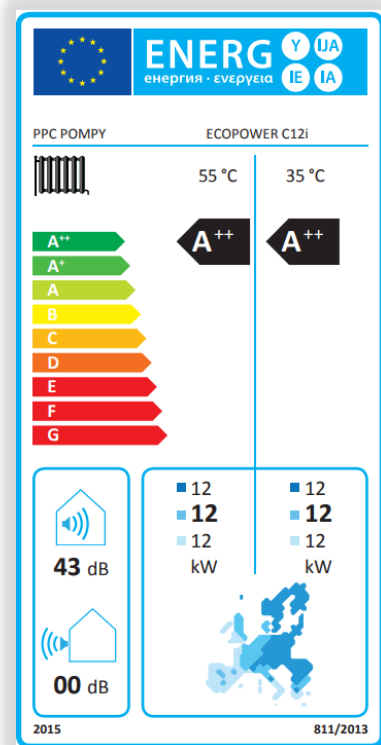 ENERG
енергия · ενεργεια
Y IJA
IE IA
PPC POMPY ECOPOWER C12i
55 °C 35 °C
A++ A++
A++
A+
A
B
C
D
E
F
G
43 dB
00 dB
12 12
12 12
12 12
kW kW
2015 811/2013